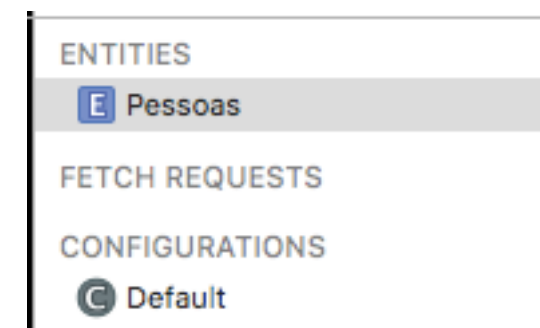 ENTITIES
E Pessoas
FETCH REQUESTS
CONFIGURATIONS
C Default